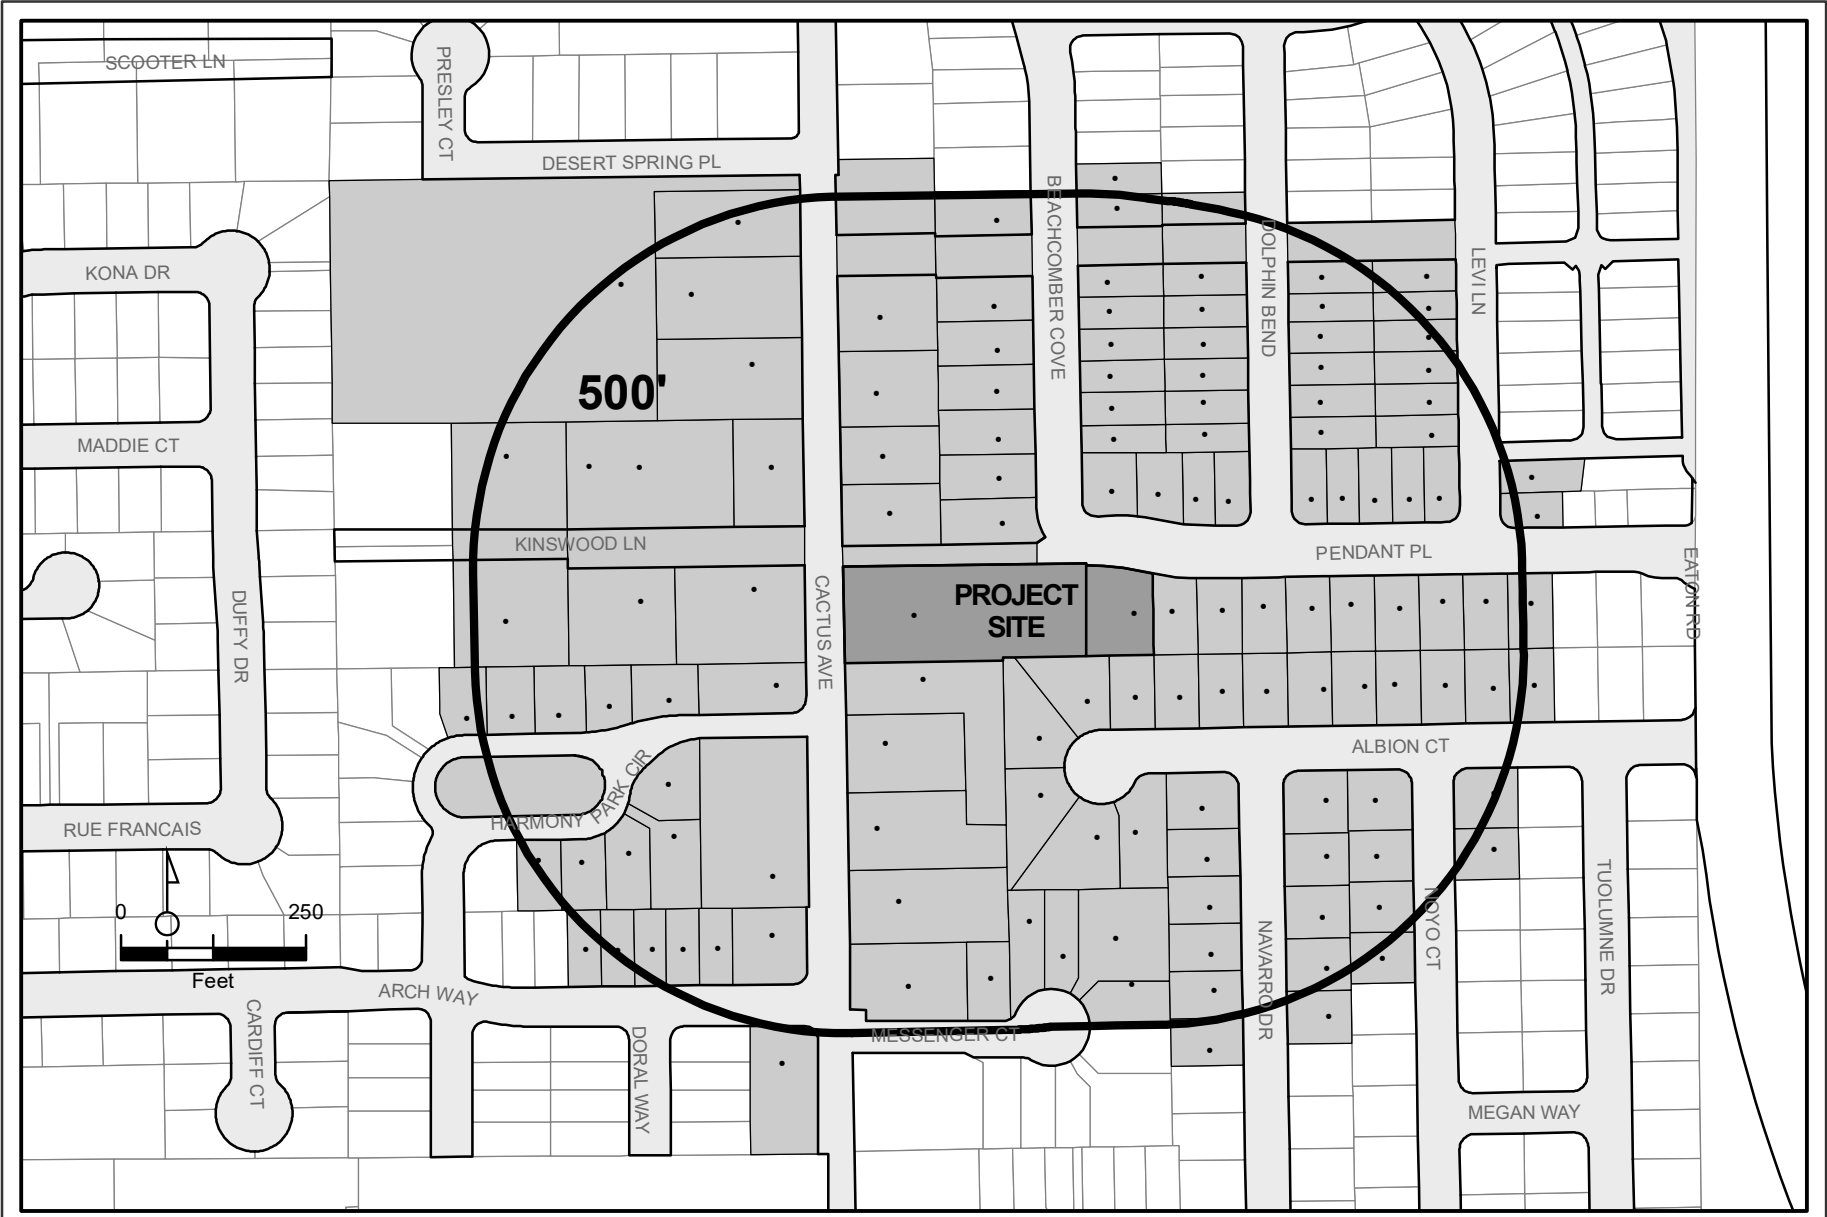 SCOOTER LN
PRESLEY CT
DESERT SPRING PL
KONA DR
BEACHCOMBER COVE
DOLPHIN BEND
LEVI LN
500'
MADDIE CT
KINSWOOD LN
PENDANT PL
EATON RD
DUFFY DR
CACTUS AVE
PROJECT
SITE
ALBION CT
HARMONY PARK CIR
RUE FRANCAIS
0 250
Feet
NAVARRO DR
NOYO CT
TUOLUMNE DR
ARCH WAY
CARDIFF CT
DORAL WAY
MESSENGER CT
MEGAN WAY